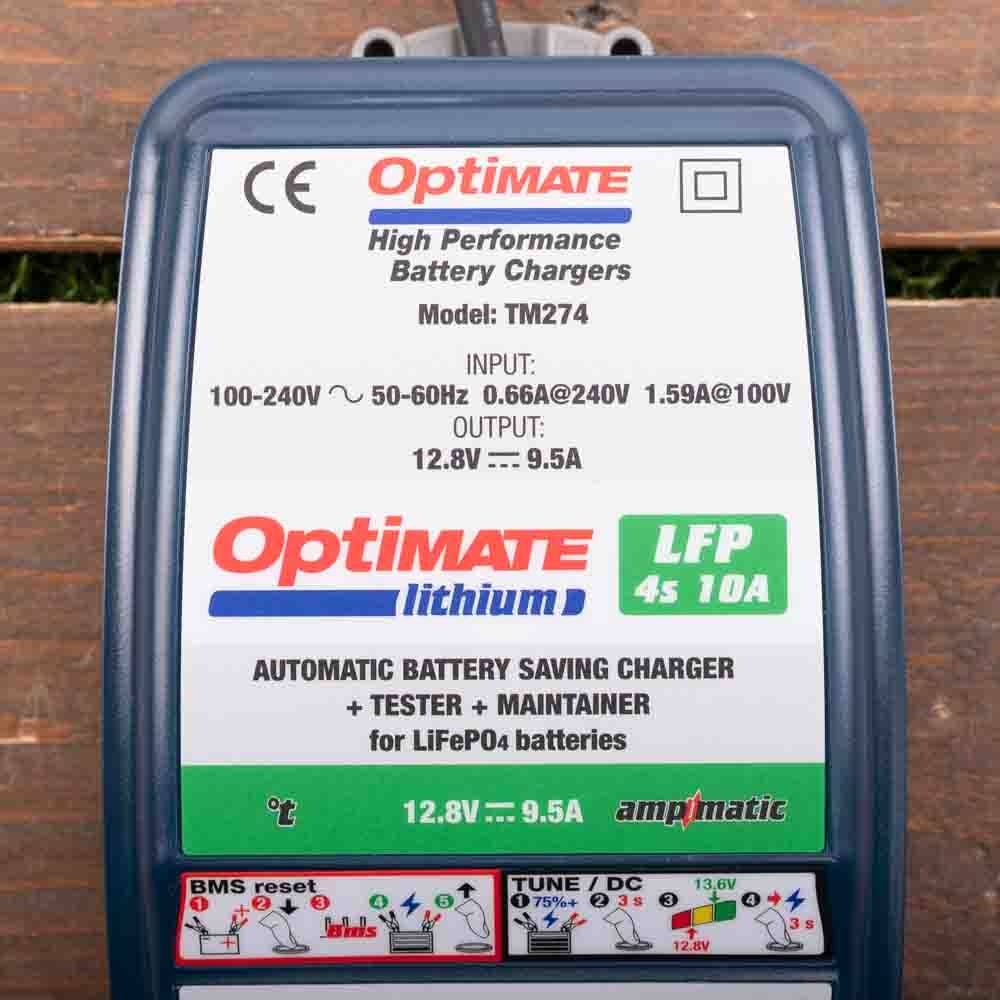 CE OptiMATE
High Performance
Battery Chargers
Model: TM274
INPUT:
100-240V ~ 50-60Hz 0.66A@240V 1.59A@100V
OUTPUT:
12.8V ⎓ 9.5A
OptiMATE
lithium
LFP
4s 10A
AUTOMATIC BATTERY SAVING CHARGER
+ TESTER + MAINTAINER
for LiFePO4 batteries
°t 12.8V ⎓ 9.5A ampmatic
BMS reset
1 + 2 3 4 5
+ Bms
TUNE / DC 13.6V
1 75%+ 2 3 s 3 4
12.8V 3 s